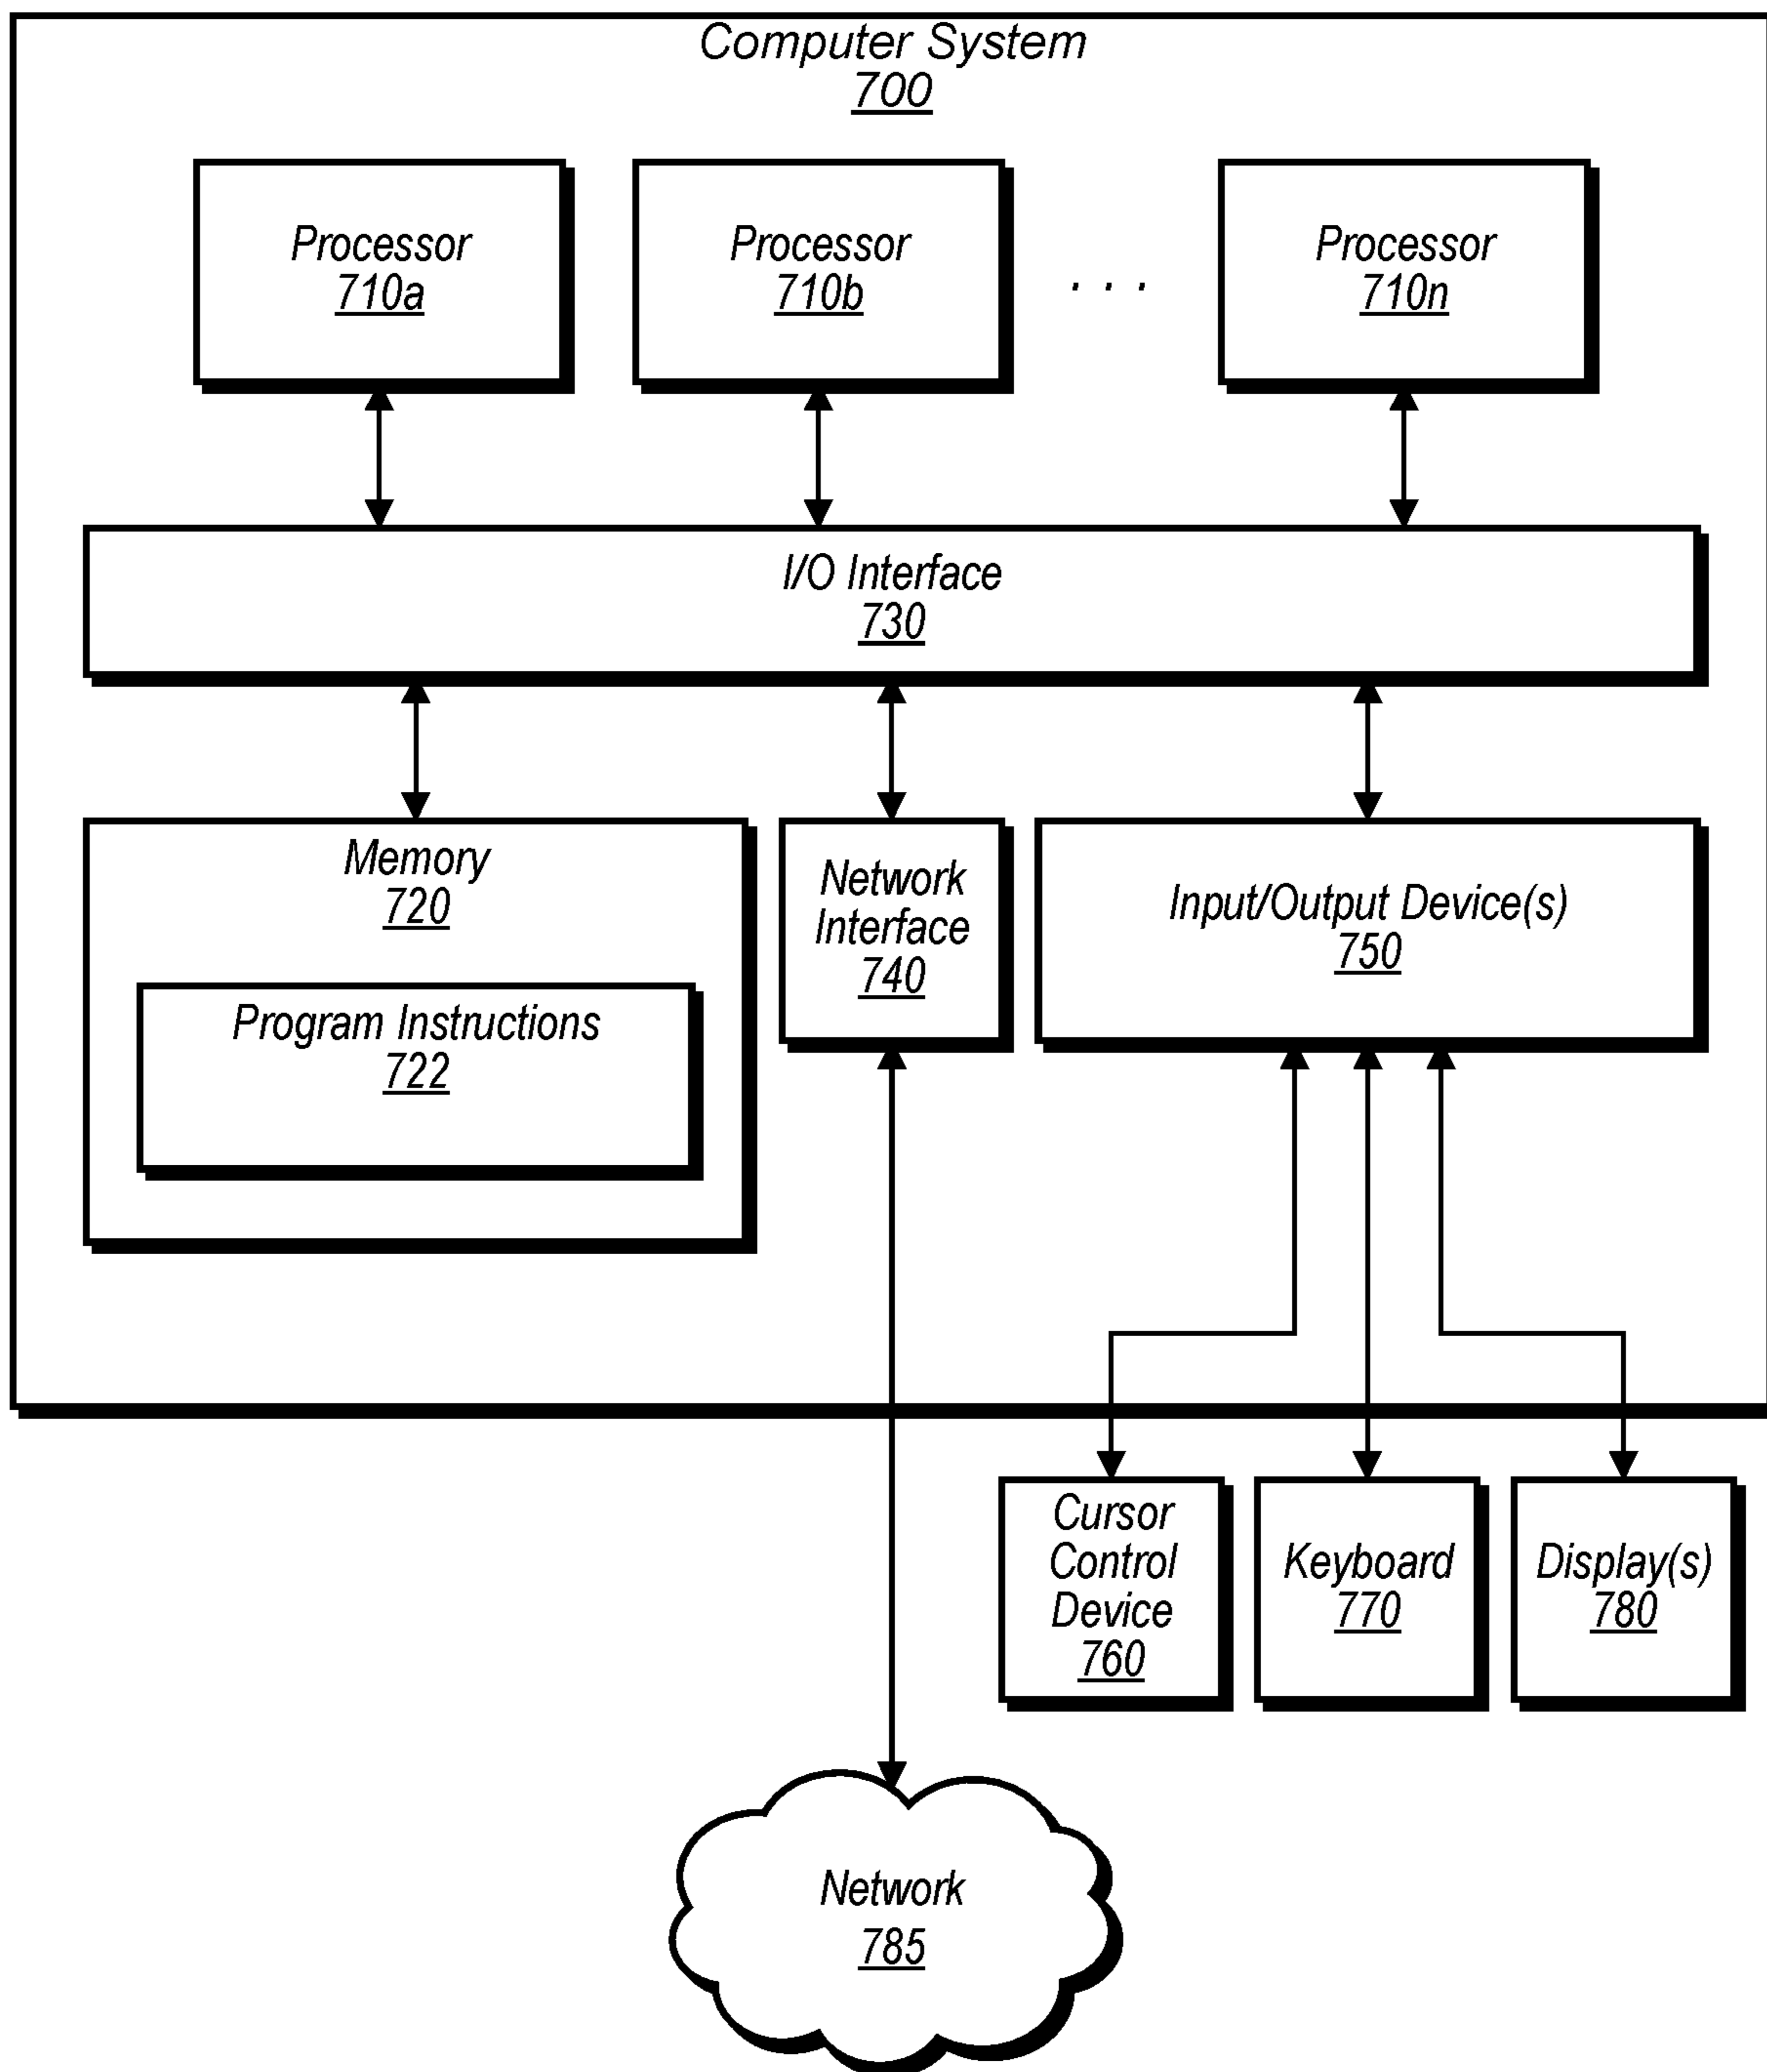 Computer System
700
Processor
710a
Processor
710b
. . .
Processor
710n
I/O Interface
730
Memory
720
Program Instructions
722
Network
Interface
740
Input/Output Device(s)
750
Cursor
Control
Device
760
Keyboard
770
Display(s)
780
Network
785